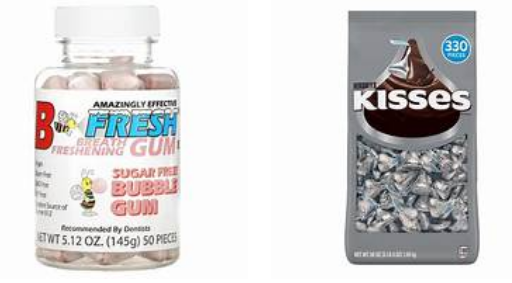 AMAZINGLY EFFECTIVE
B FRESH
BREATH
FRESHENING GUM
SUGAR FREE
BUBBLE
GUM
Recommended By Dentists
NET WT 5.12 OZ. (145g) 50 PIECES
330
PIECES
HERSHEY'S
KISSES